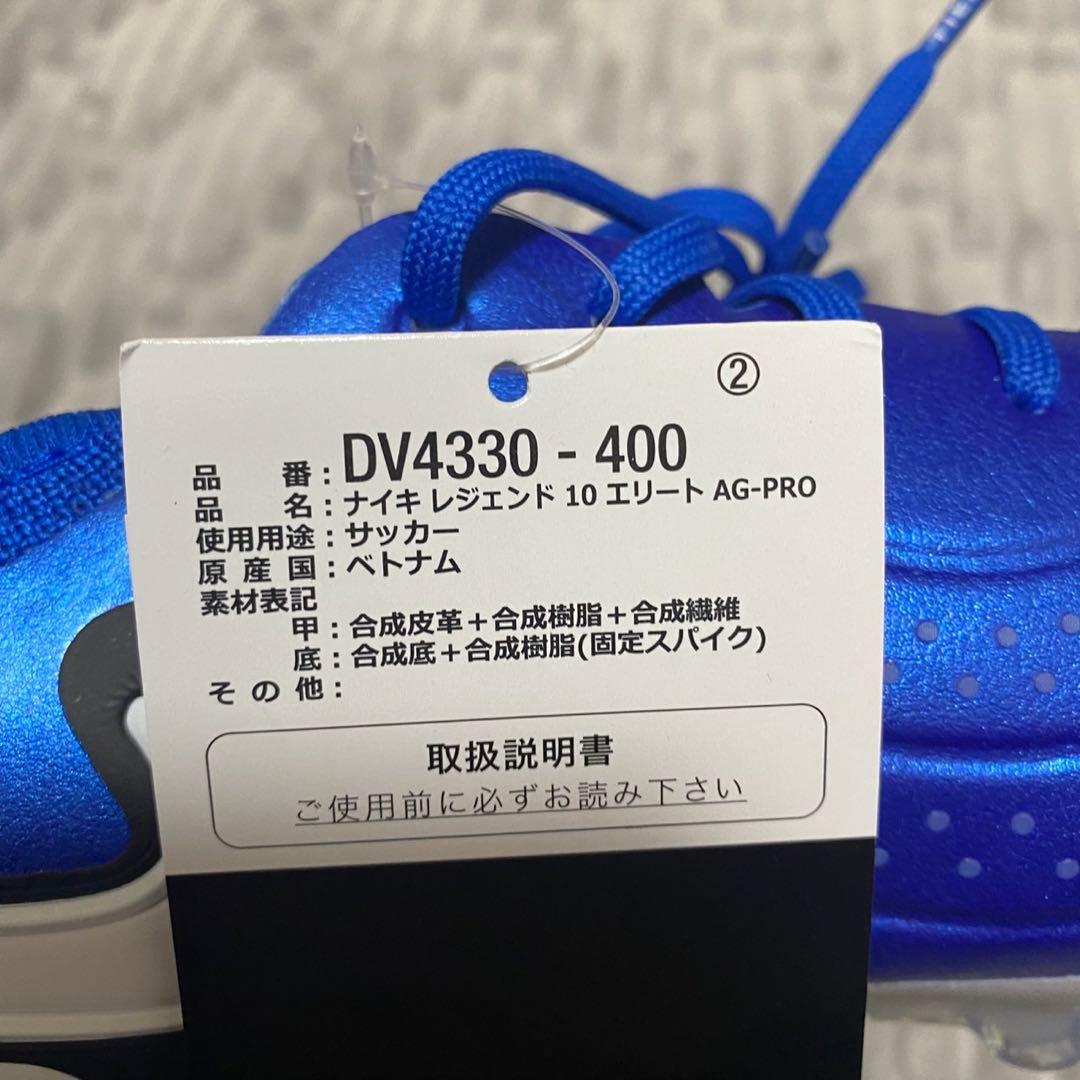 ②
品番：DV4330 - 400
品名：ナイキ レジェンド 10 エリート AG-PRO
使用用途：サッカー
原産国：ベトナム
素材表記
甲：合成皮革＋合成樹脂＋合成繊維
底：合成底＋合成樹脂(固定スパイク)
その他：
取扱説明書
ご使用前に必ずお読み下さい